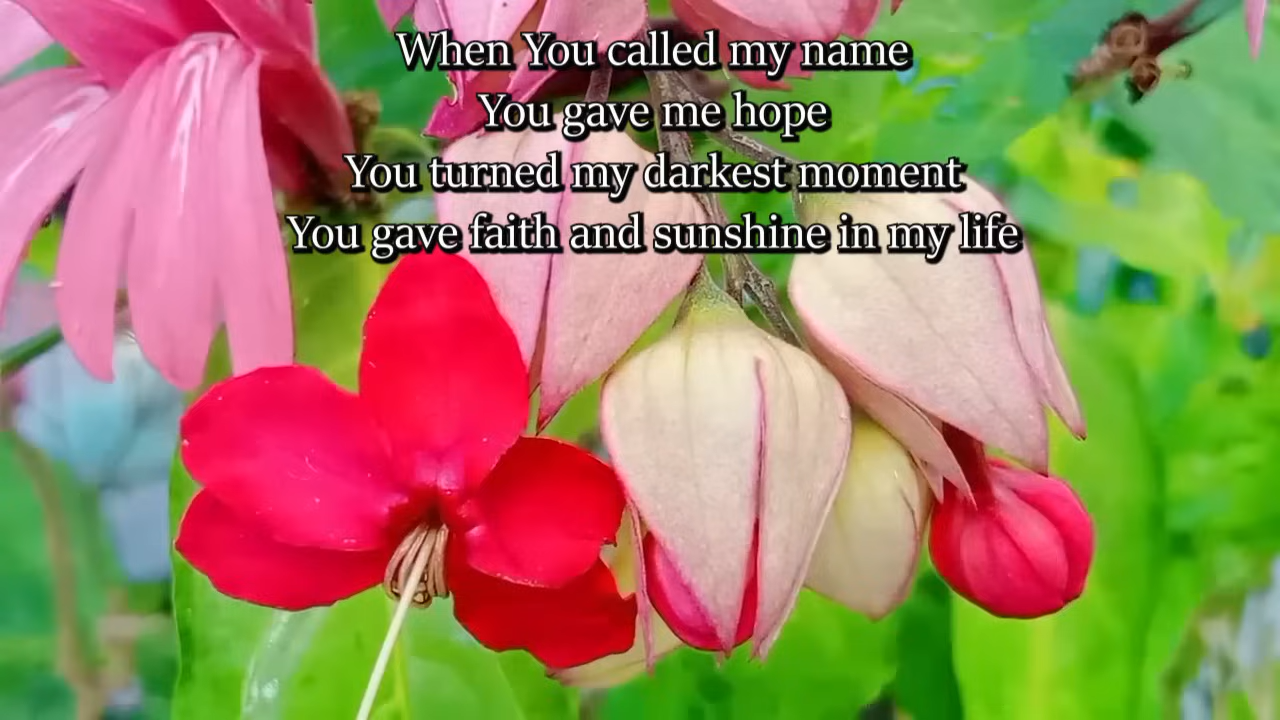 When You called my name
You gave me hope
You turned my darkest moment
You gave faith and sunshine in my life